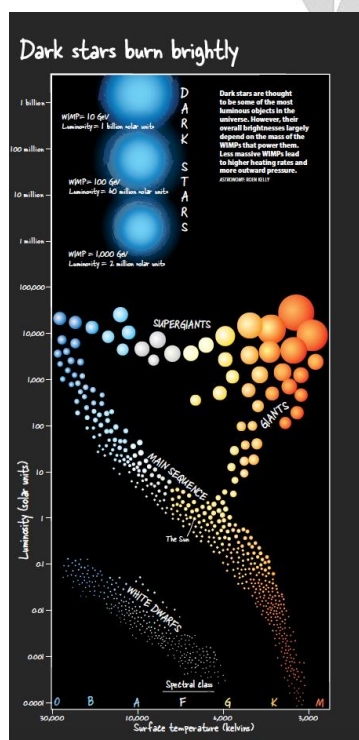 Dark stars burn brightly
1 billion
100 million
10 million
1 million
100,000
10,000
1,000
100
10
1
0.1
0.01
0.001
0.0001
Luminosity (solar units)
WIMP= 10 GeV
Luminosity= 1 billion solar units
WIMP= 100 GeV
Luminosity= 40 million solar units
WIMP= 1,000 GeV
Luminosity= 2 million solar units
DARK STARS
Dark stars are thought
to be some of the most
luminous objects in the
universe. However, their
overall brightnesses largely
depend on the mass of the
WIMPs that power them.
Less massive WIMPs lead
to higher heating rates and
more outward pressure.
ASTRONOMY: ROEN KELLY
SUPERGIANTS
GIANTS
MAIN SEQUENCE
The Sun
WHITE DWARFS
Spectral class
O B A F G K M
30,000 10,000 4,000 3,000
Surface temperature (kelvins)